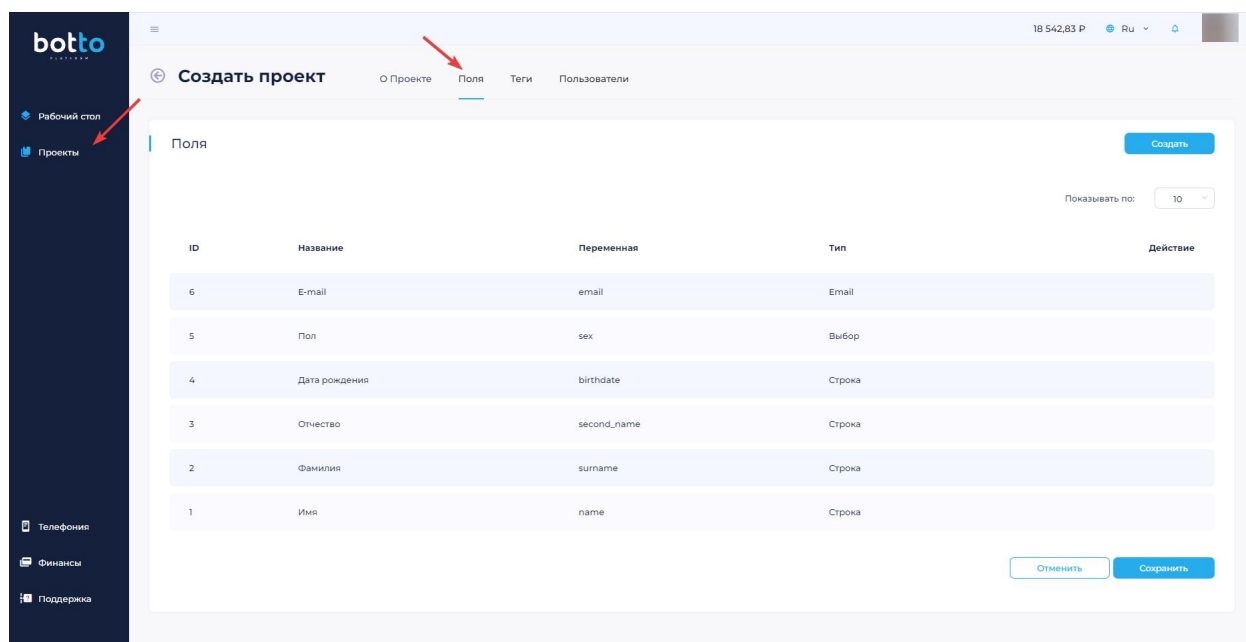 botto
PLATFORM
18 542,83 ₽ Ru
Создать проект О Проекте Поля Теги Пользователи
Рабочий стол
Проекты
Поля Создать
Показывать по: 10
ID Название Переменная Тип Действие
6 E-mail email Email
5 Пол sex Выбор
4 Дата рождения birthdate Строка
3 Отчество second_name Строка
2 Фамилия surname Строка
1 Имя name Строка
Отменить Сохранить
Телефония
Финансы
Поддержка